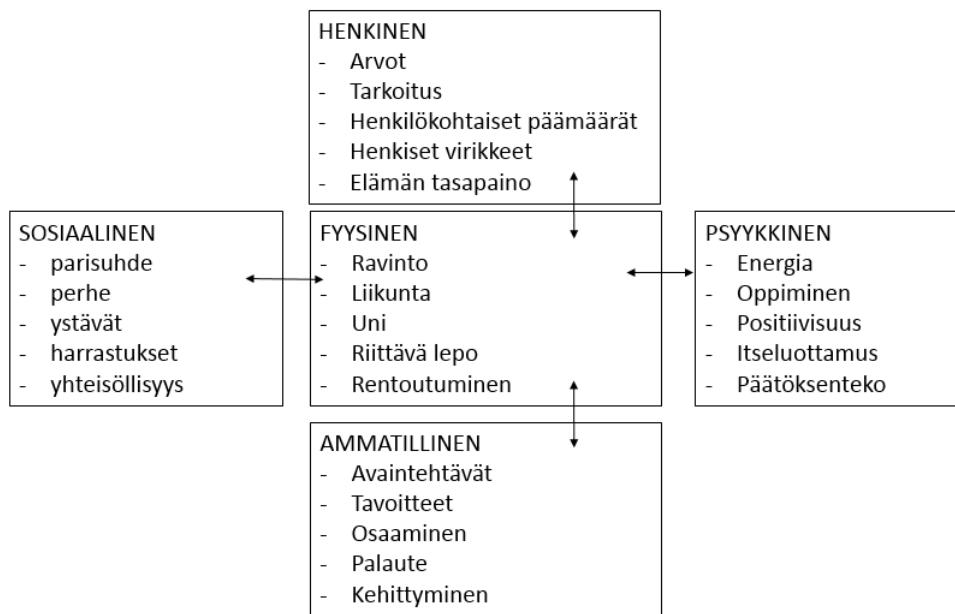 HENKINEN
- Arvot
- Tarkoitus
- Henkilökohtaiset päämäärät
- Henkiset virikkeet
- Elämän tasapaino
SOSIAALINEN
- parisuhde
- perhe
- ystävät
- harrastukset
- yhteisöllisyys
FYYSINEN
- Ravinto
- Liikunta
- Uni
- Riittävä lepo
- Rentoutuminen
PSYYKKINEN
- Energia
- Oppiminen
- Positiivisuus
- Itseluottamus
- Päätöksenteko
AMMATILLINEN
- Avaintehtävät
- Tavoitteet
- Osaaminen
- Palaute
- Kehittyminen